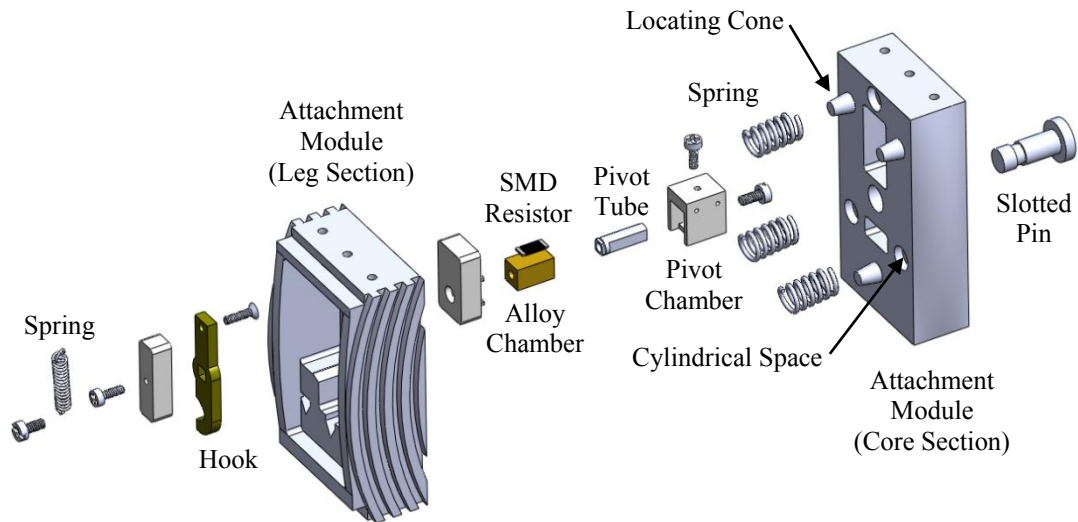 Locating Cone
Spring
Attachment
Module
(Leg Section)
SMD
Resistor
Pivot
Tube
Slotted
Pin
Pivot
Chamber
Alloy
Chamber
Spring
Cylindrical Space
Attachment
Module
(Core Section)
Hook